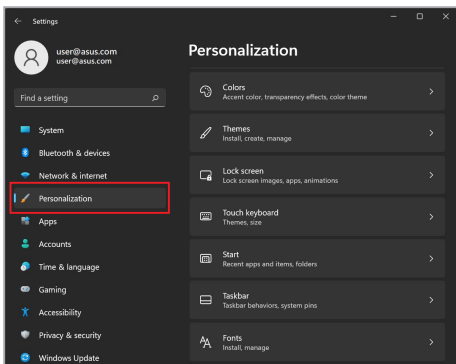 Settings
user@asus.com
user@asus.com
Find a setting
System
Bluetooth & devices
Network & internet
Personalization
Apps
Accounts
Time & language
Gaming
Accessibility
Privacy & security
Windows Update
Personalization
Colors
Accent color, transparency effects, color theme
Themes
Install, create, manage
Lock screen
Lock screen images, apps, animations
Touch keyboard
Themes, size
Start
Recent apps and items, folders
Taskbar
Taskbar behaviors, system pins
Fonts
Install, manage